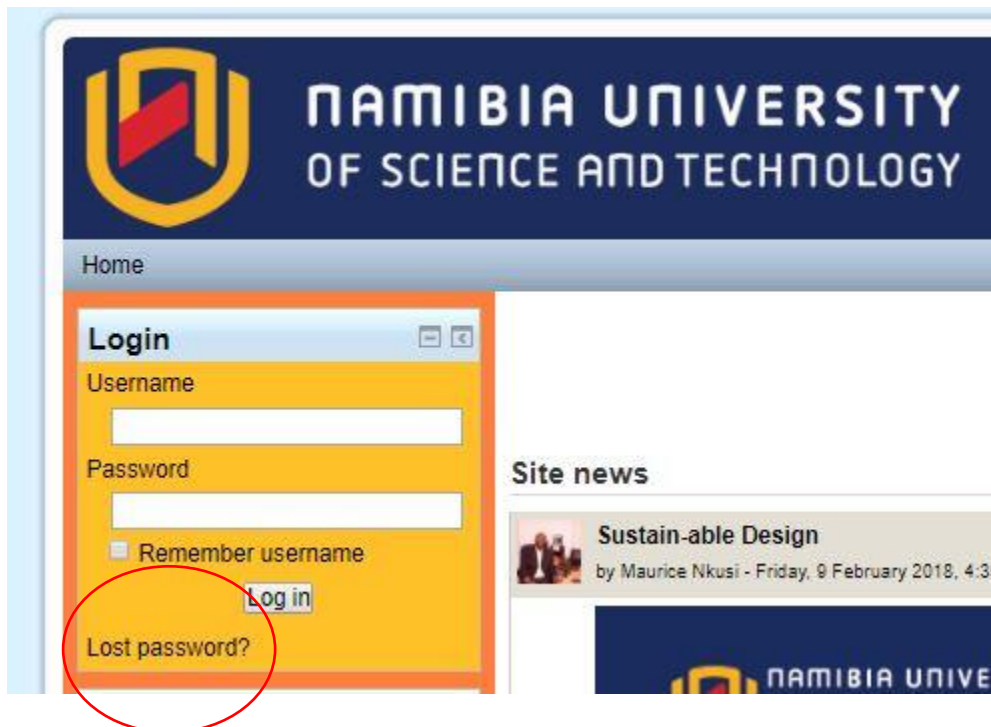 NAMIBIA UNIVERSITY
OF SCIENCE AND TECHNOLOGY
Home
Login
Username
Password
Remember username
Log in
Lost password?
Site news
Sustain-able Design
by Maurice Nkusi - Friday, 9 February 2018, 4:3
NAMIBIA UNIVE